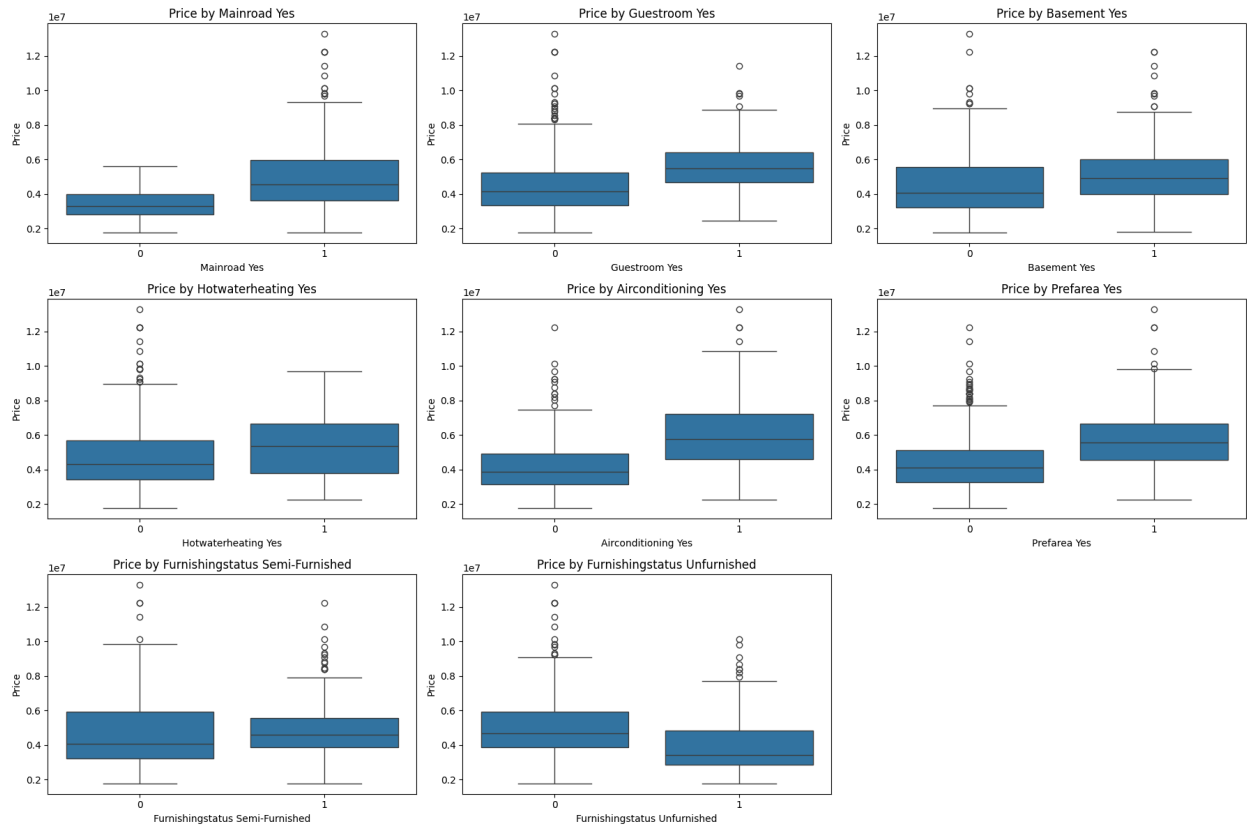 Price by Mainroad Yes
1e7
1.2
1.0
0.8
0.6
0.4
0.2
Price
0 1
Mainroad Yes
Price by Guestroom Yes
1e7
1.2
1.0
0.8
0.6
0.4
0.2
Price
0 1
Guestroom Yes
Price by Basement Yes
1e7
1.2
1.0
0.8
0.6
0.4
0.2
Price
0 1
Basement Yes
Price by Hotwaterheating Yes
1e7
1.2
1.0
0.8
0.6
0.4
0.2
Price
0 1
Hotwaterheating Yes
Price by Airconditioning Yes
1e7
1.2
1.0
0.8
0.6
0.4
0.2
Price
0 1
Airconditioning Yes
Price by Prefarea Yes
1e7
1.2
1.0
0.8
0.6
0.4
0.2
Price
0 1
Prefarea Yes
Price by Furnishingstatus Semi-Furnished
1e7
1.2
1.0
0.8
0.6
0.4
0.2
Price
0 1
Furnishingstatus Semi-Furnished
Price by Furnishingstatus Unfurnished
1e7
1.2
1.0
0.8
0.6
0.4
0.2
Price
0 1
Furnishingstatus Unfurnished